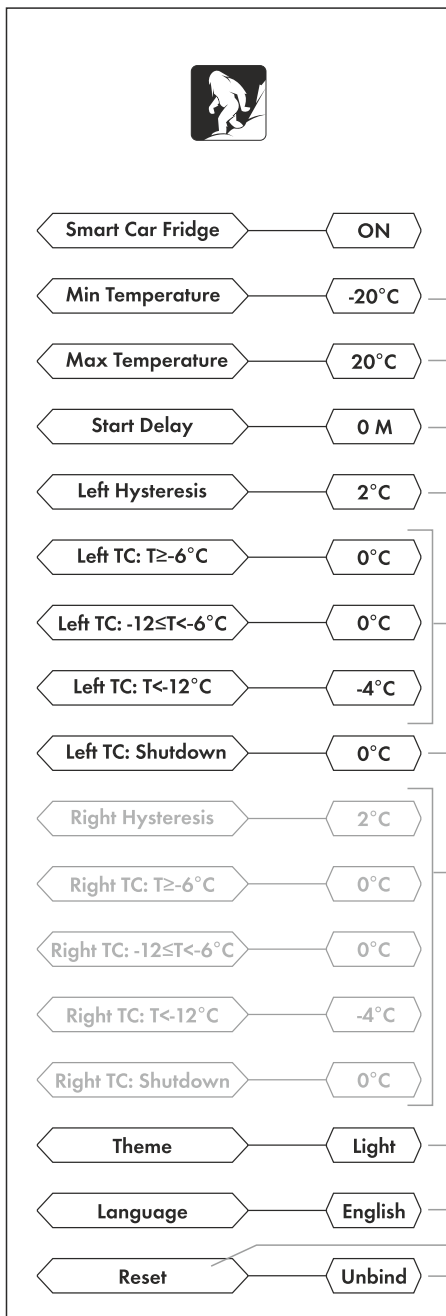 Smart Car Fridge ON
Min Temperature -20°C
Max Temperature 20°C
Start Delay 0 M
Left Hysteresis 2°C
Left TC: T≥-6°C 0°C
Left TC: -12≤T<-6°C 0°C
Left TC: T<-12°C -4°C
Left TC: Shutdown 0°C
Right Hysteresis 2°C
Right TC: T≥-6°C 0°C
Right TC: -12≤T<-6°C 0°C
Right TC: T<-12°C -4°C
Right TC: Shutdown 0°C
Theme Light
Language English
Reset Unbind